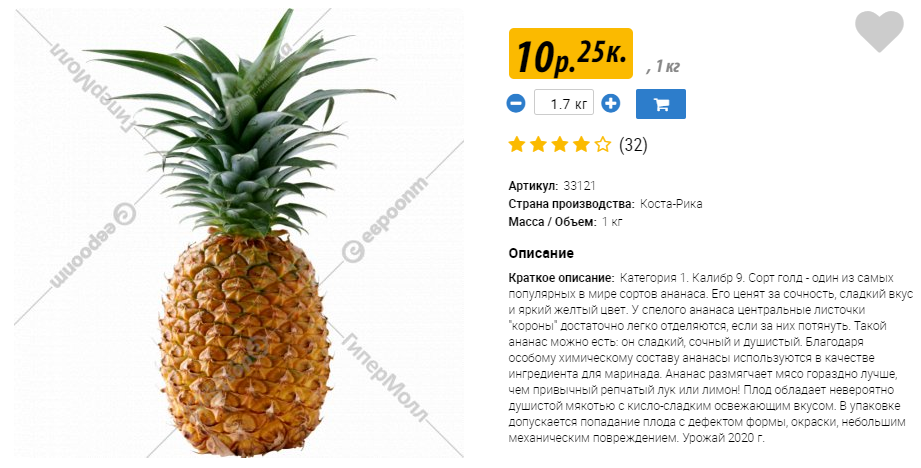 10р.25к. , 1 кг
1.7 кг
(32)
Артикул: 33121
Страна производства: Коста-Рика
Масса / Объем: 1 кг
Описание
Краткое описание: Категория 1. Калибр 9. Сорт голд - один из самых
популярных в мире сортов ананаса. Его ценят за сочность, сладкий вкус
и яркий желтый цвет. У спелого ананаса центральные листочки
"короны" достаточно легко отделяются, если за них потянуть. Такой
ананас можно есть: он сладкий, сочный и душистый. Благодаря
особому химическому составу ананасы используются в качестве
ингредиента для маринада. Ананас размягчает мясо гораздо лучше,
чем привычный репчатый лук или лимон! Плод обладает невероятно
душистой мякотью с кисло-сладким освежающим вкусом. В упаковке
допускается попадание плода с дефектом формы, окраски, небольшим
механическим повреждением. Урожай 2020 г.
ГиперМолл
евроопт
евроопт
ГиперМолл